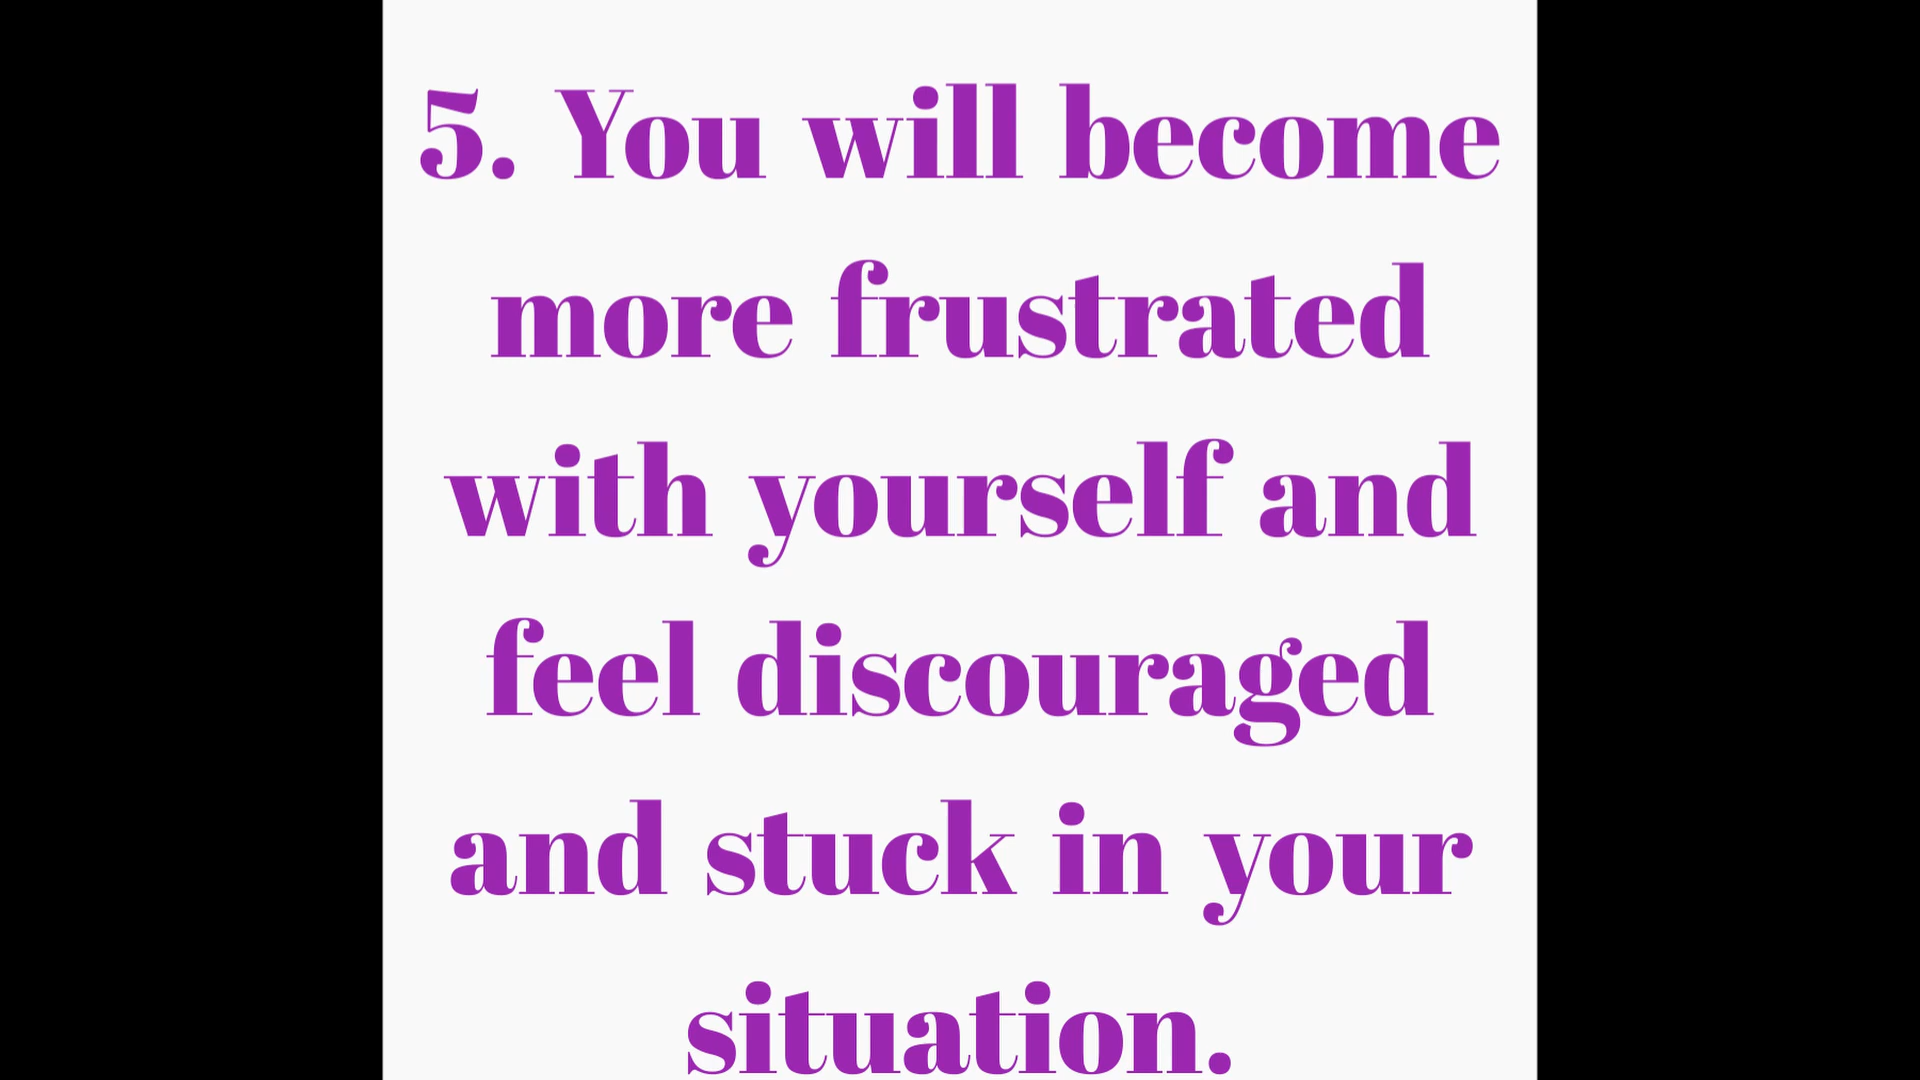 5. You will become
more frustrated
with yourself and
feel discouraged
and stuck in your
situation.